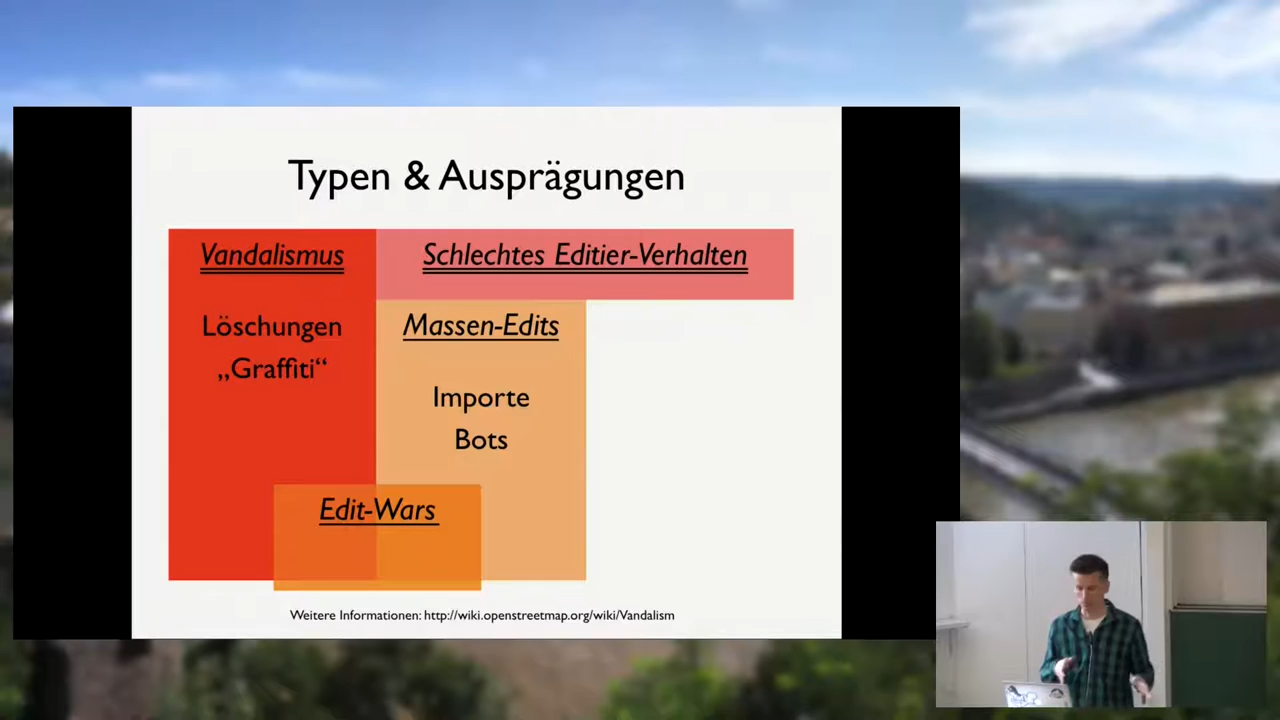 Typen & Ausprägungen
Vandalismus
Schlechtes Editier-Verhalten
Löschungen
„Graffiti“
Massen-Edits
Importe
Bots
Edit-Wars
Weitere Informationen: http://wiki.openstreetmap.org/wiki/Vandalism